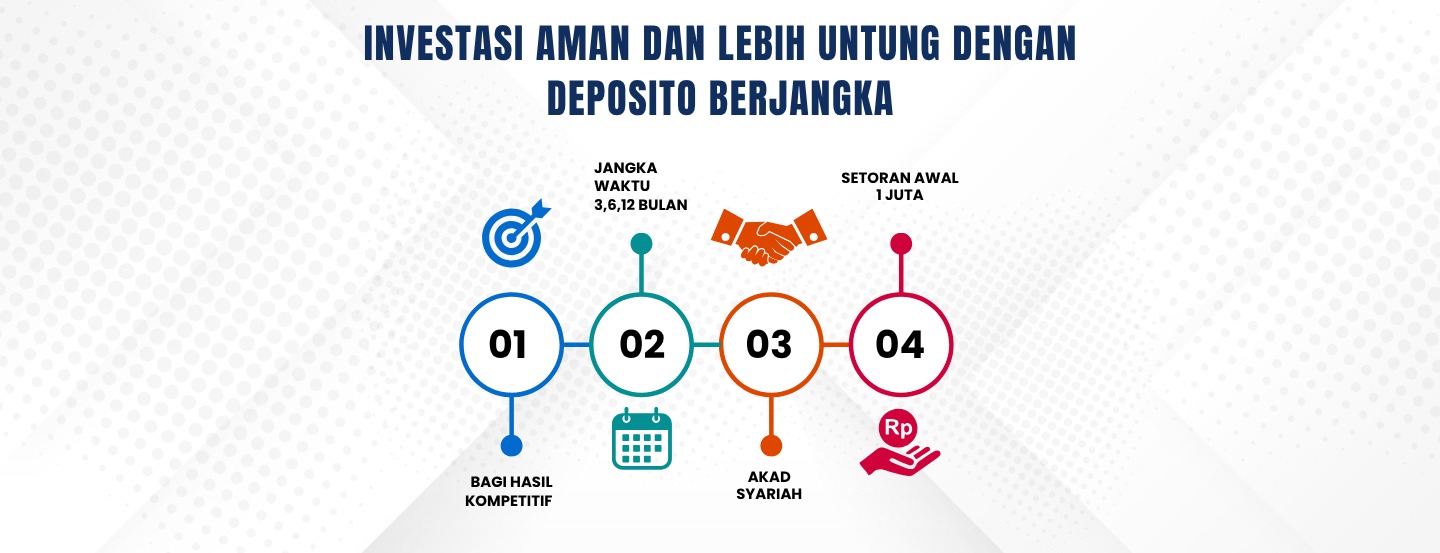 INVESTASI AMAN DAN LEBIH UNTUNG DENGAN
DEPOSITO BERJANGKA
01
BAGI HASIL
KOMPETITIF
JANGKA
WAKTU
3,6,12 BULAN
02
03
AKAD
SYARIAH
SETORAN AWAL
1 JUTA
04
Rp